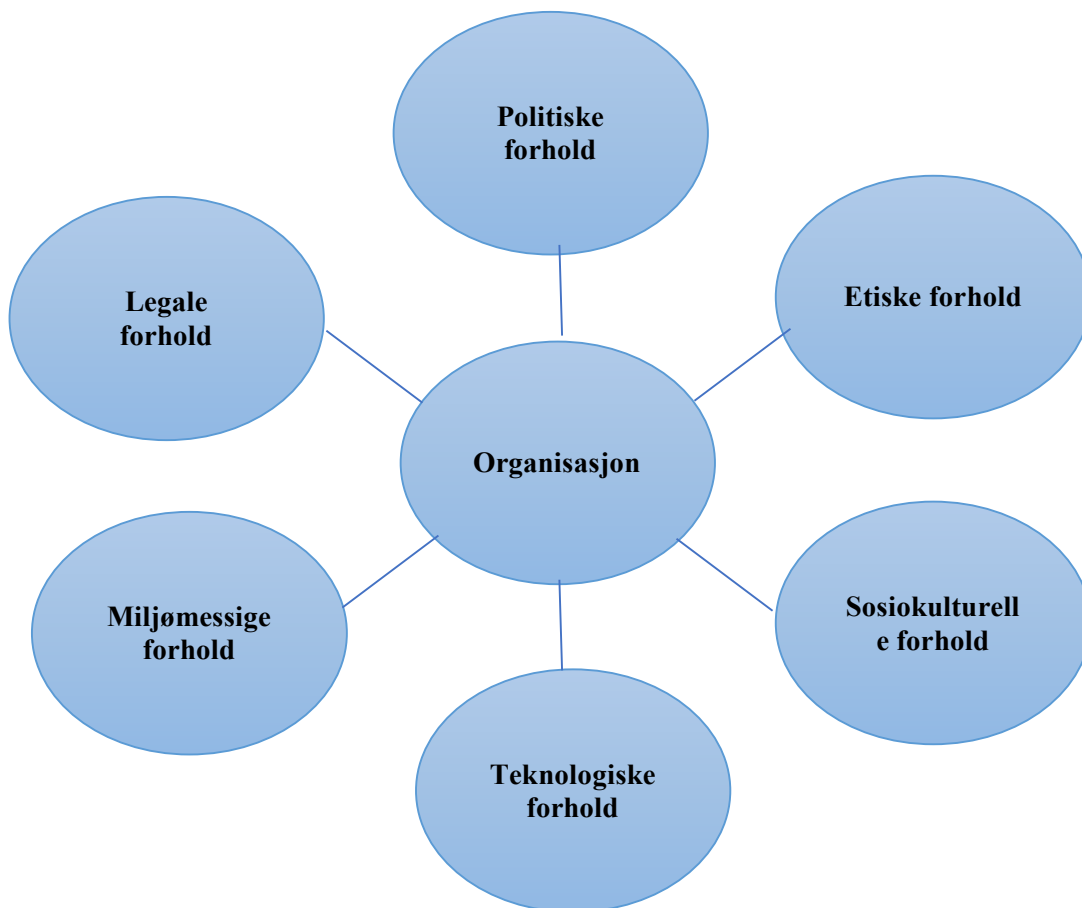 Politiske
forhold
Etiske forhold
Legale
forhold
Organisasjon
Sosiokulturell
e forhold
Miljømessige
forhold
Teknologiske
forhold